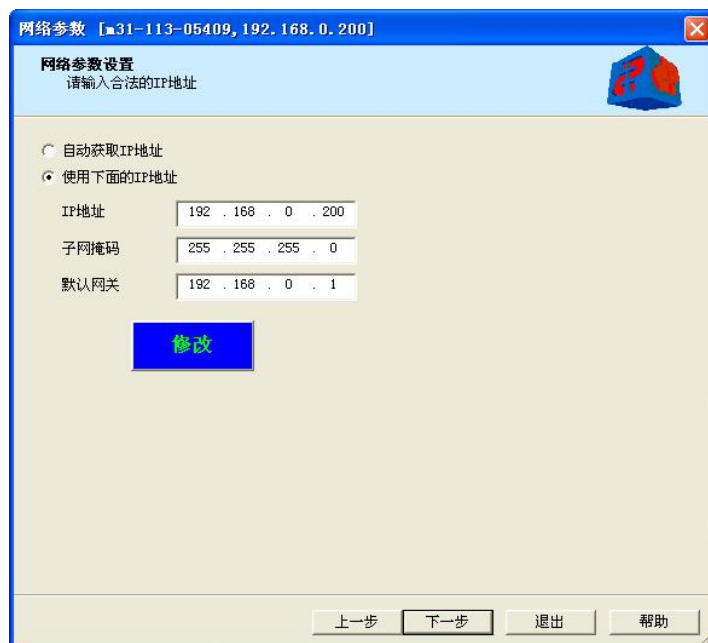 网络参数 [m31-113-05409,192.168.0.200]
网络参数设置
请输入合法的IP地址
自动获取IP地址
使用下面的IP地址
IP地址 192 . 168 . 0 . 200
子网掩码 255 . 255 . 255 . 0
默认网关 192 . 168 . 0 . 1
修改
上一步 下一步 退出 帮助